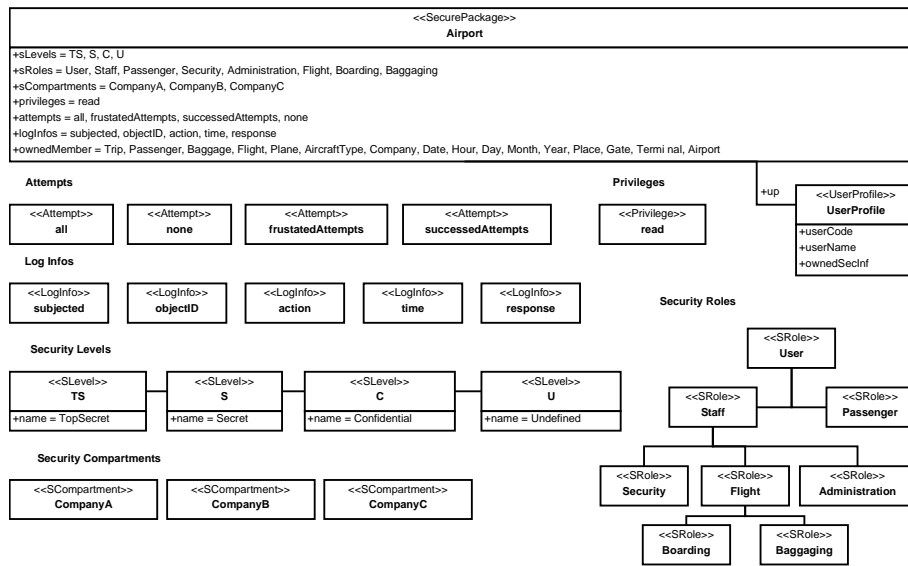 <<SecurePackage>>
Airport
+sLevels = TS, S, C, U
+sRoles = User, Staff, Passenger, Security, Administration, Flight, Boarding, Baggaging
+sCompartments = CompanyA, CompanyB, CompanyC
+privileges = read
+attempts = all, frustatedAttempts, successedAttempts, none
+logInfos = subjected, objectID, action, time, response
+ownedMember = Trip, Passenger, Baggage, Flight, Plane, AircraftType, Company, Date, Hour, Day, Month, Year, Place, Gate, Terminal, Airport
Attempts
<<Attempt>>
all
<<Attempt>>
none
<<Attempt>>
frustatedAttempts
<<Attempt>>
successedAttempts
Privileges
<<Privilege>>
read
+up
<<UserProfile>>
UserProfile
+userCode
+userName
+ownedSecInf
Log Infos
<<LogInfo>>
subjected
<<LogInfo>>
objectID
<<LogInfo>>
action
<<LogInfo>>
time
<<LogInfo>>
response
Security Levels
<<SLevel>>
TS
+name = TopSecret
<<SLevel>>
S
+name = Secret
<<SLevel>>
C
+name = Confidential
<<SLevel>>
U
+name = Undefined
Security Compartments
<<SCompartment>>
CompanyA
<<SCompartment>>
CompanyB
<<SCompartment>>
CompanyC
Security Roles
<<SRole>>
User
<<SRole>>
Staff
<<SRole>>
Passenger
<<SRole>>
Security
<<SRole>>
Flight
<<SRole>>
Administration
<<SRole>>
Boarding
<<SRole>>
Baggaging